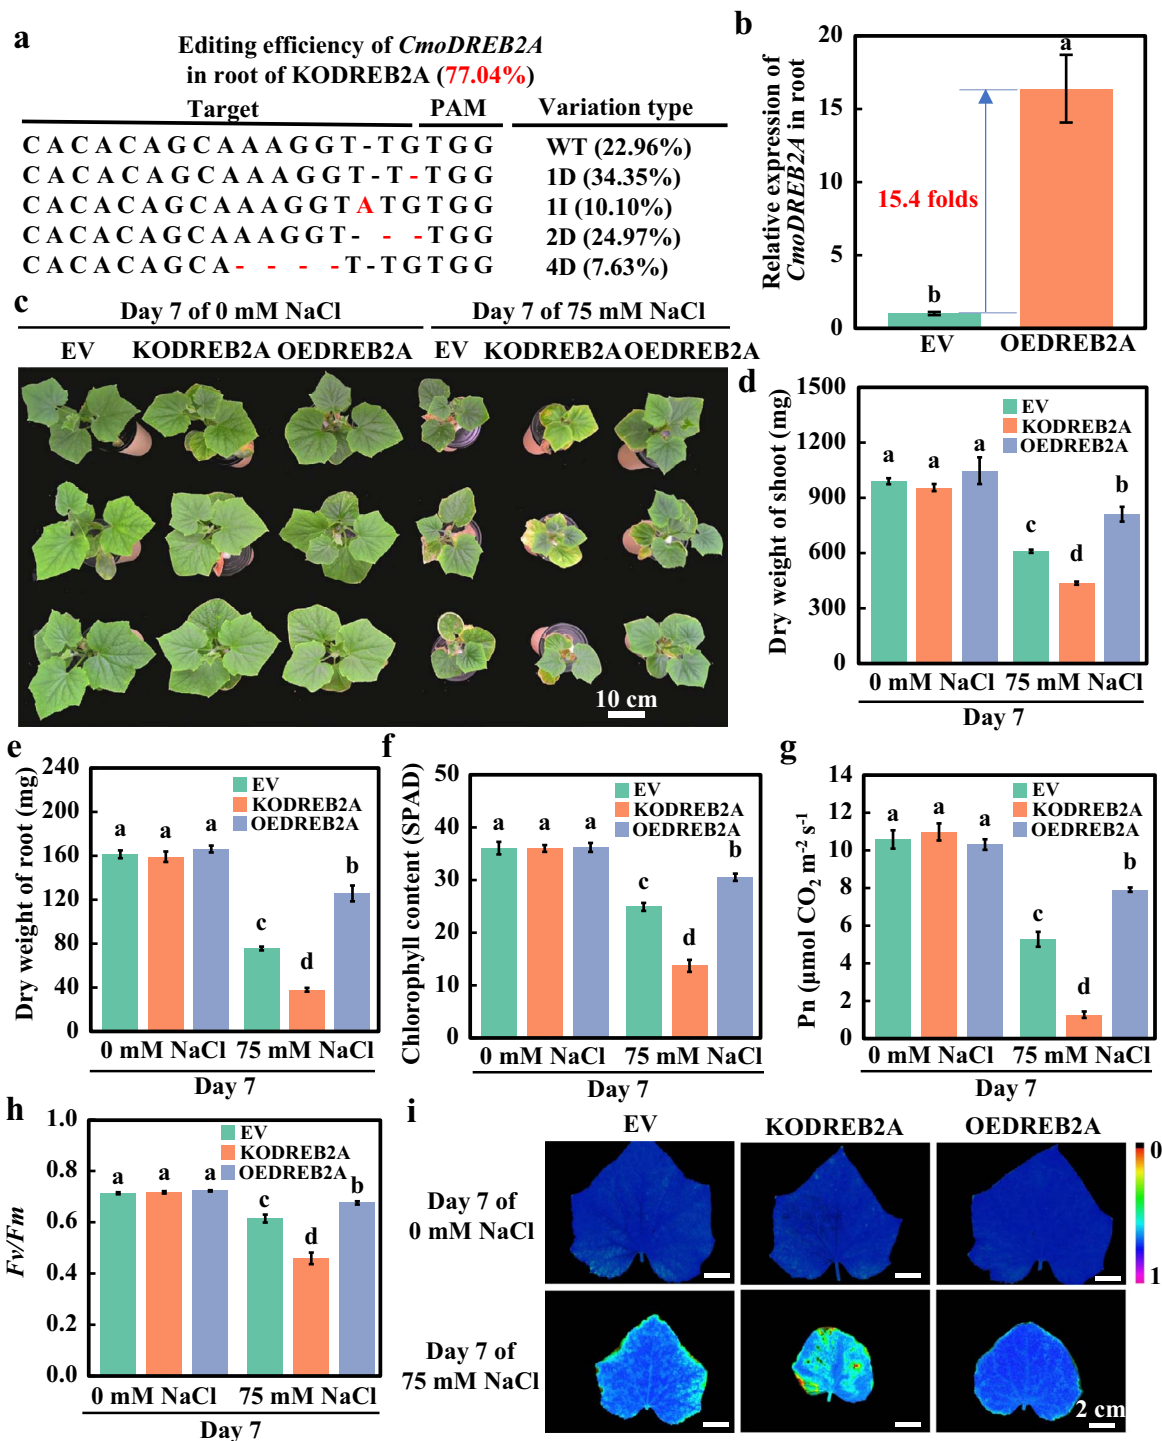 a
Editing efficiency of CmoDREB2A
in root of KODREB2A (77.04%)
Target PAM Variation type
CACACAGCAAAGGT-TGTGG WT (22.96%)
CACACAGCAAAGGT-T-TGG 1D (34.35%)
CACACAGCAAAGGTATGTGG 1I (10.10%)
CACACAGCAAAGGT---TGG 2D (24.97%)
CACACAGCA----T-TGTGG 4D (7.63%)
b
Relative expression of
CmoDREB2A in root
20
15
10
5
0
15.4 folds
b
a
EV OEDREB2A
c
Day 7 of 0 mM NaCl Day 7 of 75 mM NaCl
EV KODREB2A OEDREB2A EV KODREB2A OEDREB2A
10 cm
d
Dry weight of shoot (mg)
1500
1200
900
600
300
0
EV
KODREB2A
OEDREB2A
a a a c d b
0 mM NaCl 75 mM NaCl
Day 7
e
Dry weight of root (mg)
240
200
160
120
80
40
0
EV
KODREB2A
OEDREB2A
a a a c d b
0 mM NaCl 75 mM NaCl
Day 7
f
Chlorophyll content (SPAD)
50
40
30
20
10
0
EV
KODREB2A
OEDREB2A
a a a c d b
0 mM NaCl 75 mM NaCl
Day 7
g
Pn (μmol CO₂ m⁻² s⁻¹
14
12
10
8
6
4
2
0
EV
KODREB2A
OEDREB2A
a a a c d b
0 mM NaCl 75 mM NaCl
Day 7
h
Fv/Fm
1.0
0.8
0.6
0.4
0.2
0.0
EV
KODREB2A
OEDREB2A
a a a c d b
0 mM NaCl 75 mM NaCl
Day 7
i
EV KODREB2A OEDREB2A
Day 7 of
0 mM NaCl
Day 7 of
75 mM NaCl
0
1
2 cm